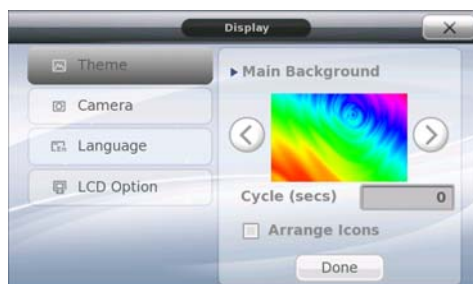 Display
Theme
Camera
Language
LCD Option
Main Background
Cycle (secs) 0
Arrange Icons
Done